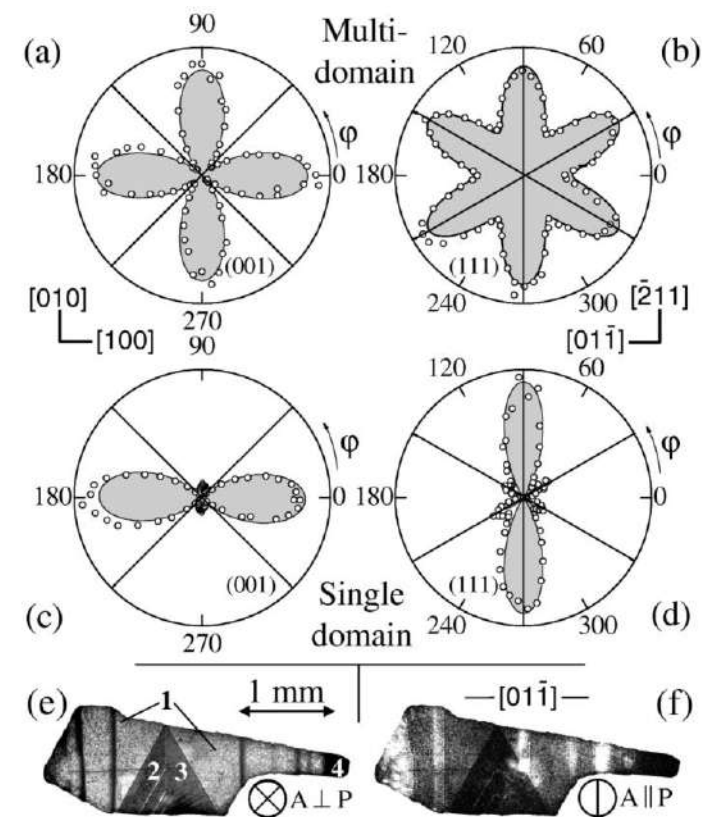 (a)
90
Multi-
domain
120
60
(b)
φ
180
0
(001)
φ
180
0
(111)
[010]
[100]
270
240
300
[2̄11]
[011̄]
90
120
60
φ
180
0
(001)
φ
180
0
(111)
(c)
270
Single
domain
240
300
(d)
(e)
1
1 mm
[011̄]
(f)
2 3
4
A ⊥ P
A ∥ P